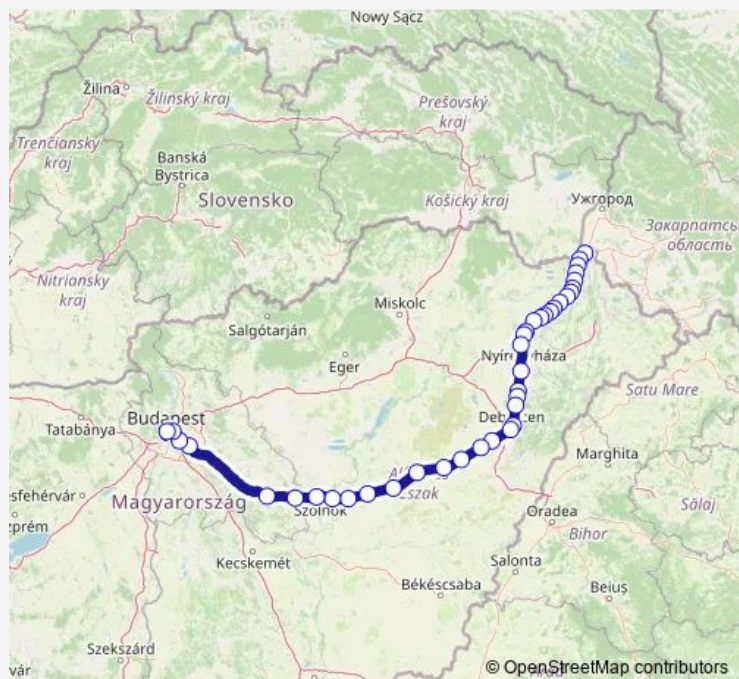 Nowy Sącz
Žilina
Žilinský kraj
Prešovský
kraj
Trenčiansky
kraj
Banská
Bystrica
Slovensko
Košický kraj
Ужгород
Закарпатсь
область
Nitriansky
kraj
Miskolc
Salgótarján
Eger
Satu Mare
Tatabánya
Budapest
Marghita
Magyarország
Szolnok
Oradea
Sălaj
Bihor
Kecskemét
Salonta
Beiuș
Békéscsaba
Szekszárd
© OpenStreetMap contributors